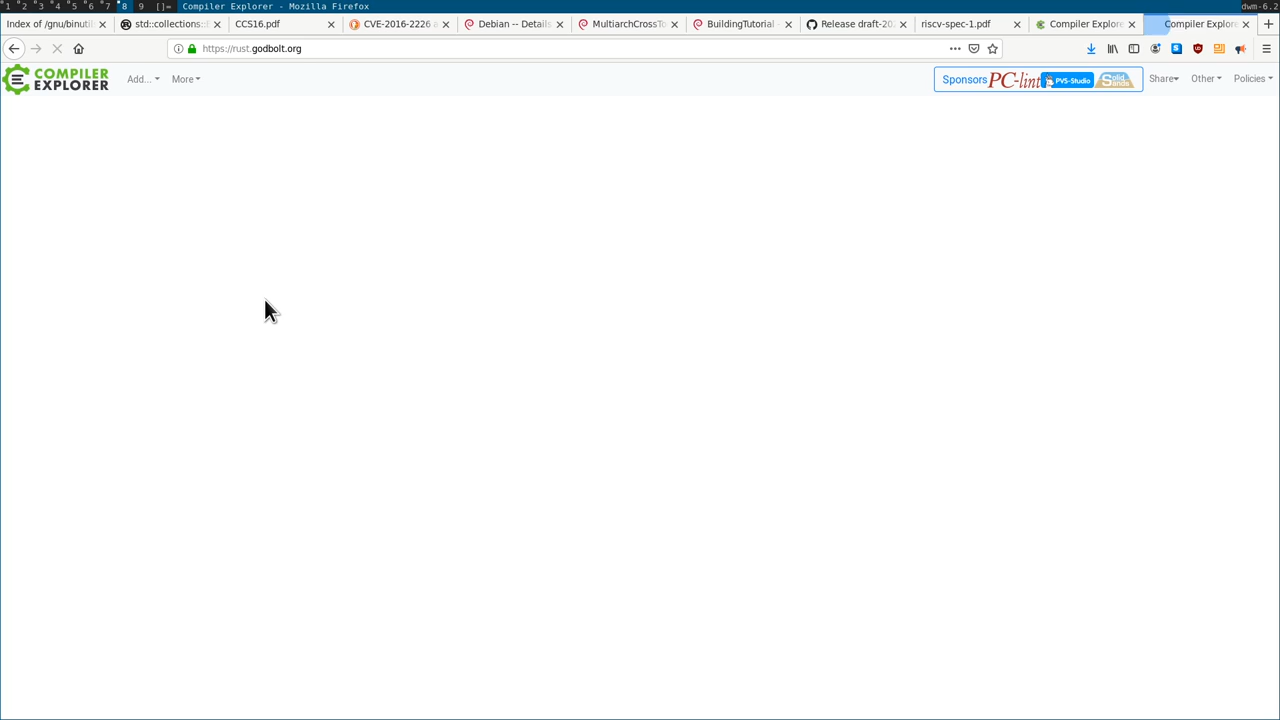 1 2 3 4 5 6 7 8 9 []= Compiler Explorer - Mozilla Firefox dwm-6.2
Index of /gnu/binuti std::collections:: CCS16.pdf CVE-2016-2226 Debian -- Details MultiarchCrossTo BuildingTutorial - Release draft-20 riscv-spec-1.pdf Compiler Explore Compiler Explore
https://rust.godbolt.org
COMPILER
EXPLORER
Add... More Sponsors PC-lint PVS-Studio Solid Sands Share Other Policies